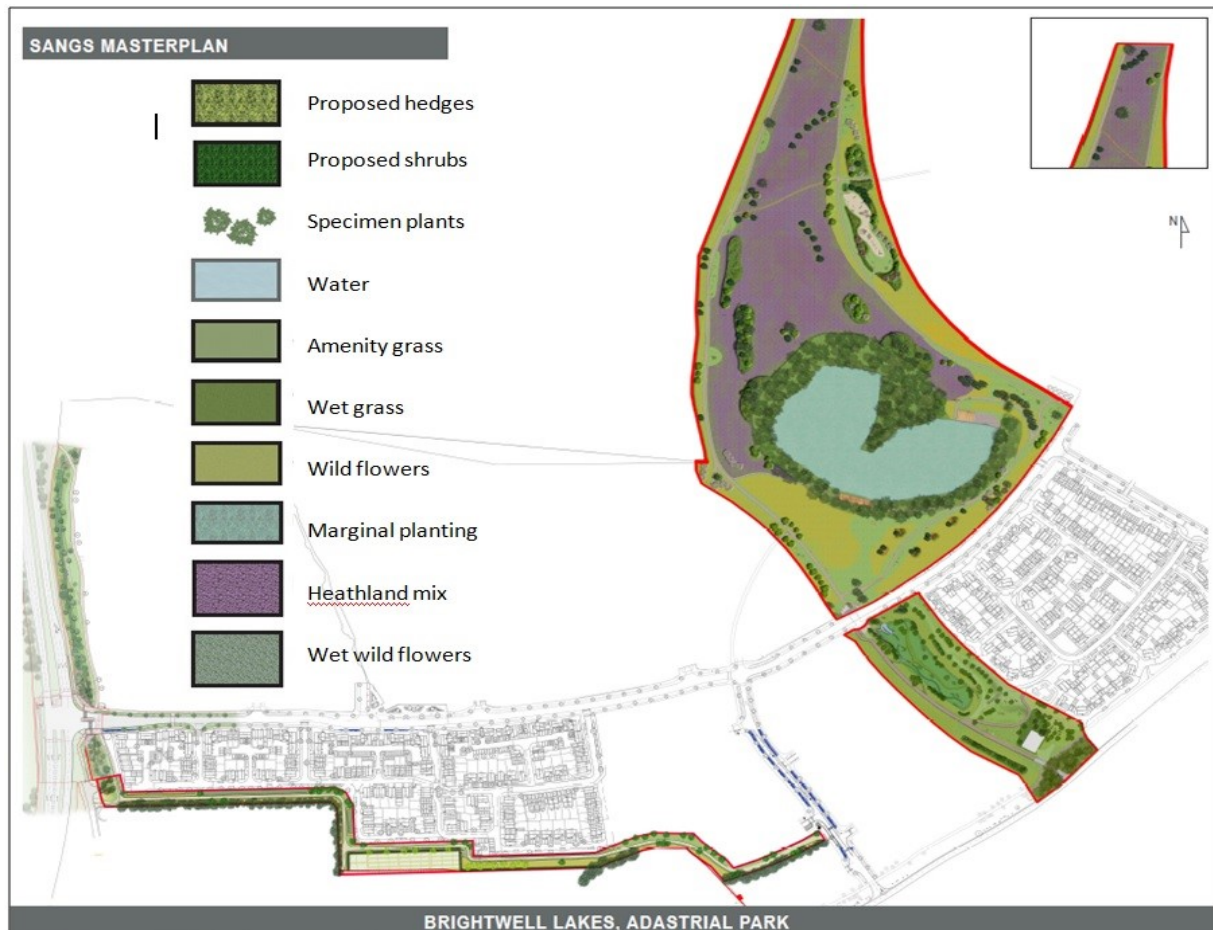 SANGS MASTERPLAN
Proposed hedges
Proposed shrubs
Specimen plants
Water
Amenity grass
Wet grass
Wild flowers
Marginal planting
Heathland mix
Wet wild flowers
N
BRIGHTWELL LAKES, ADASTRIAL PARK